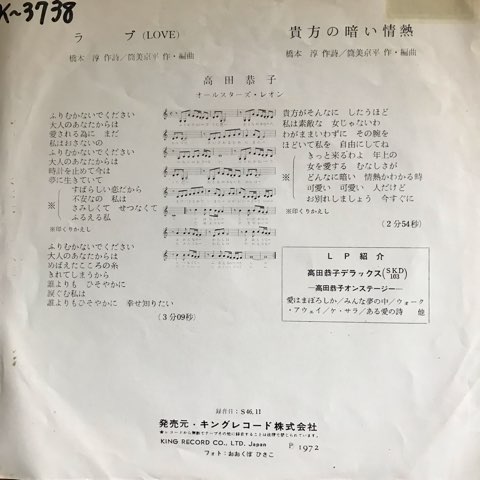 K~3738
ラブ(LOVE)
橋本 淳 作詩/筒美京平 作・編曲
貴方の暗い情熱
橋本 淳 作詩/筒美京平 作・編曲
高田恭子
オールスターズ・レオン
ふりむかないでください
大人のあなたからは
愛される為に まだ
私はおさないの
ふりむかないでください
大人のあなたからは
時計を止めて今は
夢に生きていて
※
すばらしい恋だから
不安なの 私は
さみしくて せつなくて
ふるえる私
※印くりかえし
ふりむかないでください
大人のあなたからは
めばえたこころの糸
きれてしまうから
誰よりも ひそやかに
涙ぐむ私は
誰よりもひそやかに 幸せ知りたい
(3分09秒)
貴方がそんなに したうほど
私は素敵な 女じゃないわ
わがままいわずに その腕を
ほどいて私を 自由にしてね
※
きっと来るわよ 年上の
女を愛する むなしさが
どんなに暗い 情熱かわかる時
可愛い 可愛い 人だけど
お別れしましょう 今すぐに
※印くりかえし
(2分54秒)
LP紹介
高田恭子デラックス(SKD 103)
—高田恭子オンステージ—
愛はまぼろしか/みんな夢の中/ウォーク
・アウェイ/ケ・サラ/ある愛の詩 他
録音日:S46.11
発売元・キングレコード株式会社
KING RECORD CO., LTD. Japan
Ⓟ 1972
フォト:おおくぼ ひさこ